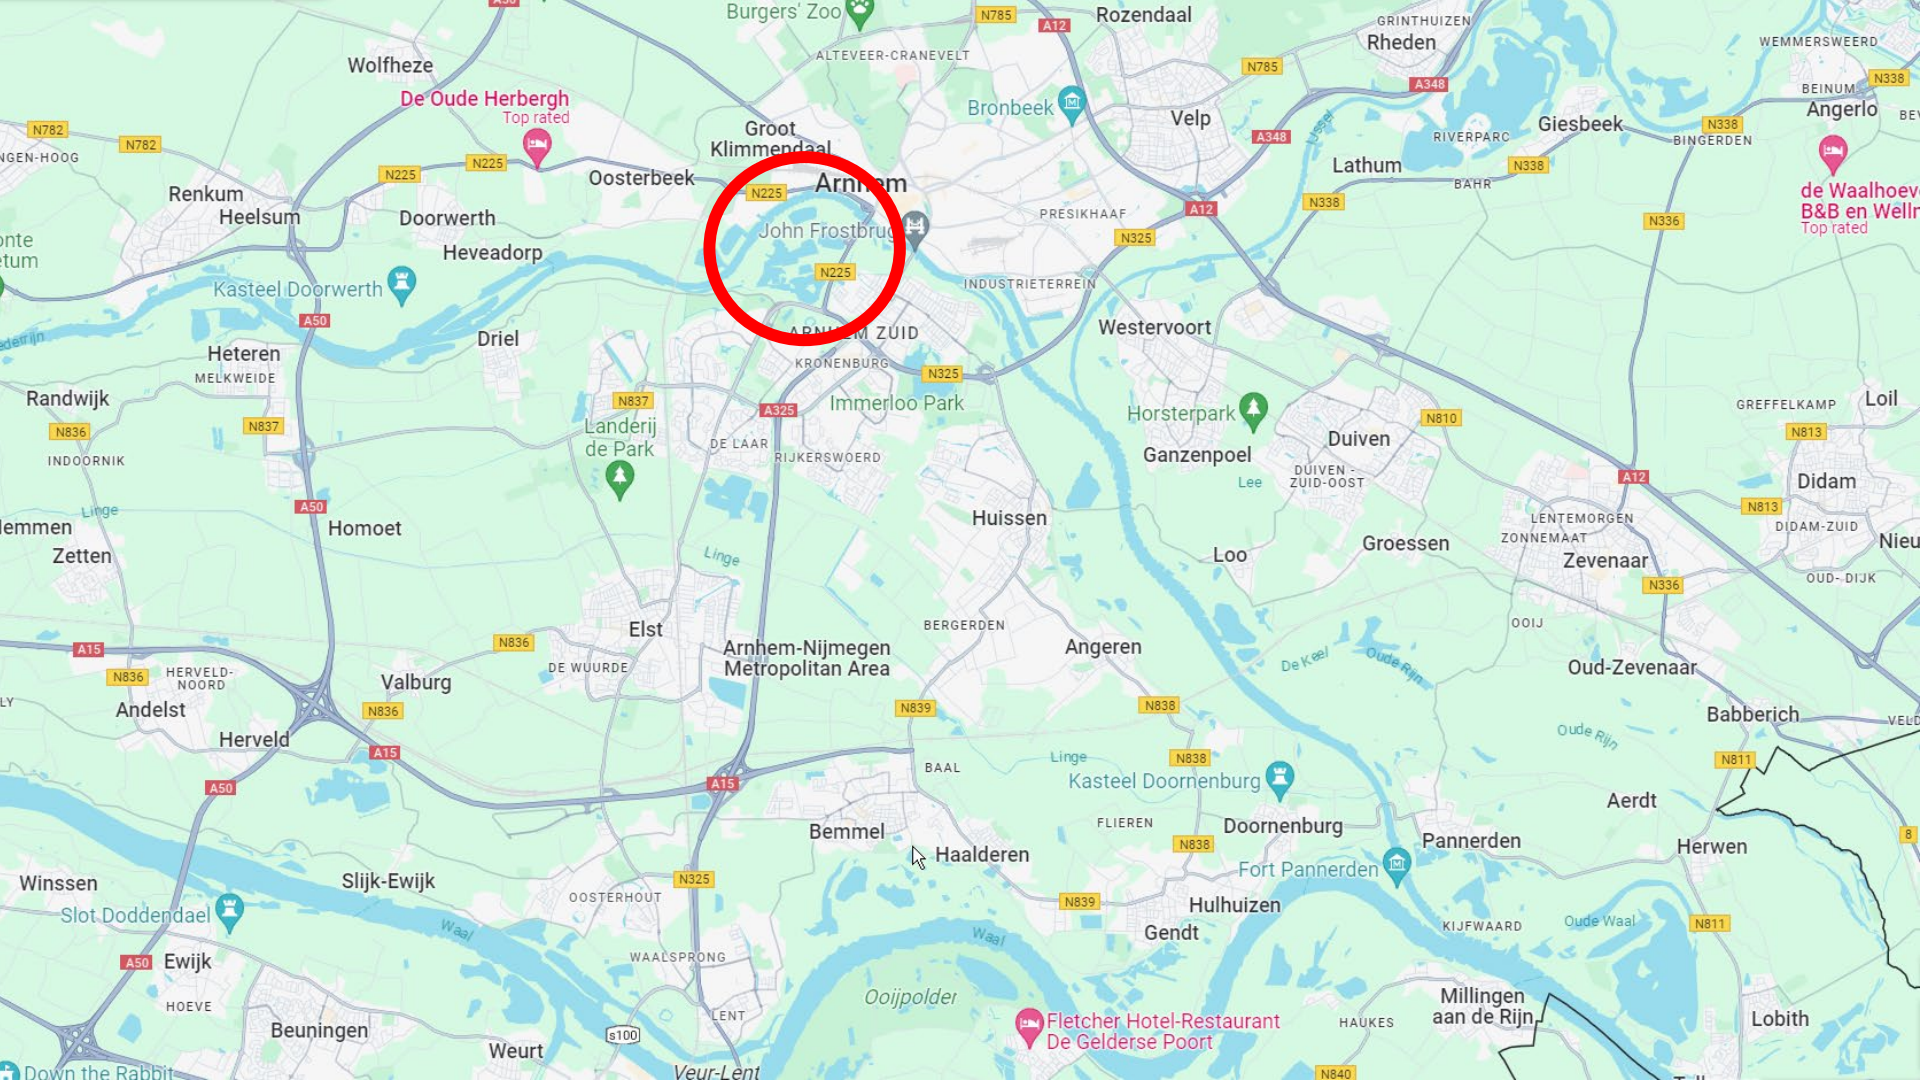 A50
Burgers' Zoo
N785
A12
Rozendaal
GRINTHUIZEN
Rheden
WEMMERSWEERD
ALTEVEER-CRANEVELT
Wolfheze
N785
A348
N338
BEINUM
Angerlo
De Oude Herbergh
Top rated
Bronbeek
Velp
IJssel
Giesbeek
N338
BINGERDEN
N782
N782
NGEN-HOOG
Groot
Klimmendaal
A348
RIVERPARC
N225
N225
Oosterbeek
Lathum
N338
BAHR
Renkum
Heelsum
Doorwerth
N225
Arnhem
PRESIKHAAF
A12
N338
N336
de Waalhoev
B&B en Welln
Top rated
John Frostbrug
N325
Heveadorp
N225
INDUSTRIETERREIN
Kasteel Doorwerth
A50
Driel
ARNHEM ZUID
Westervoort
Heteren
MELKWEIDE
KRONENBURG
N325
Randwijk
N836
N837
N837
A325
Immerloo Park
Horsterpark
N810
GREFFELKAMP
Loil
N813
Landerij
de Park
DE LAAR
RIJKERSWOERD
Ganzenpoel
Duiven
INDOORNIK
Lee
DUIVEN -
ZUID-OOST
A12
Didam
N813
Linge
A50
Homoet
Huissen
LENTEMORGEN
ZONNEMAAT
DIDAM-ZUID
Zetten
Linge
Loo
Groessen
Zevenaar
Nieu
N336
OUD-DIJK
Elst
BERGERDEN
OOIJ
A15
N836
DE WUURDE
Arnhem-Nijmegen
Metropolitan Area
Angeren
De Kael
Oude Rijn
Oud-Zevenaar
N836
HERVELD-
NOORD
Valburg
Andelst
N836
N839
N838
Babberich
VELD
Herveld
A15
Oude Rijn
Linge
N838
N811
BAAL
A50
A15
Kasteel Doornenburg
Aerdt
Bemmel
FLIEREN
Doornenburg
Pannerden
8
Haalderen
N838
Herwen
Winssen
Slijk-Ewijk
N325
Fort Pannerden
Slot Doddendael
OOSTERHOUT
N839
Hulhuizen
Waal
Waal
Gendt
KIJFWAARD
Oude Waal
N811
A50
Ewijk
WAALSPRONG
HOEVE
Ooijpolder
Millingen
aan de Rijn
Beuningen
LENT
s100
Fletcher Hotel-Restaurant
De Gelderse Poort
HAUKES
Lobith
Weurt
Down the Rabbit
Veur-Lent
N840